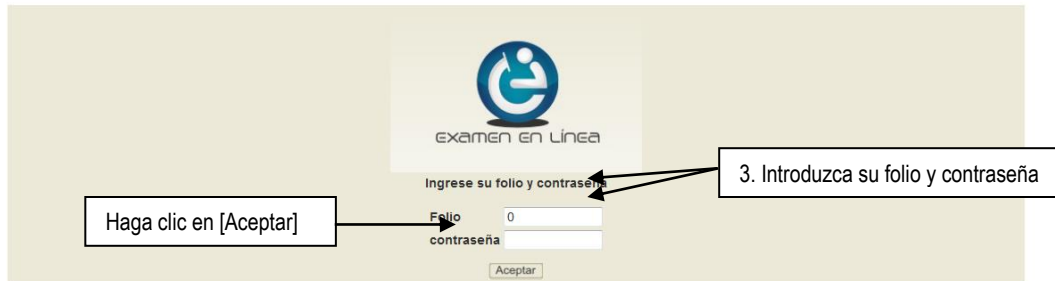 examen en línea
Ingrese su folio y contraseña
3. Introduzca su folio y contraseña
Haga clic en [Aceptar]
Folio 0
contraseña
Aceptar